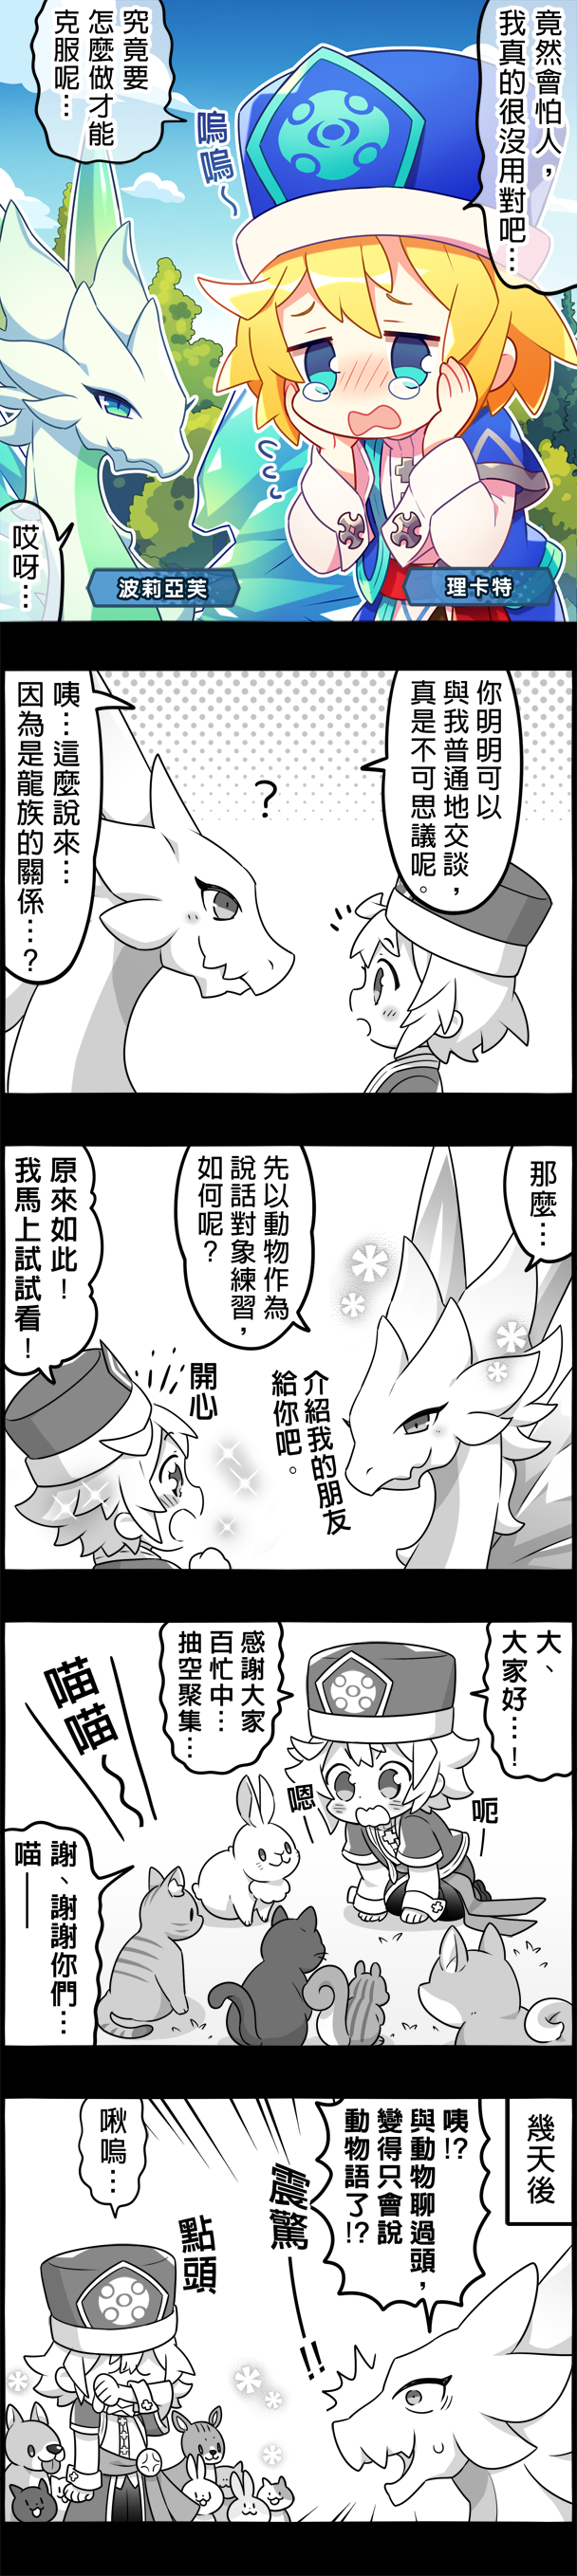 竟然會怕人，
我真的很沒用對吧…
嗚嗚~
究竟要
怎麼做才能
克服呢…
哎呀…
波莉亞芙
理卡特
你明明可以
與我普通地交談，
真是不可思議呢。
？
咦…這麼說來…
因為是龍族的關係…？
那麼…
先以動物作為
說話對象練習，
如何呢？
介紹我的朋友
給你吧。
開心
原來如此！
我馬上試試看！
大、
大家好…！
呃─
嗯─
感謝大家
百忙中…
抽空聚集…
喵喵~
謝、謝謝你們…
喵──
幾天後
咦!?
與動物聊過頭，
變得只會說
動物語了!?
震驚──!!
點頭
啾嗚…